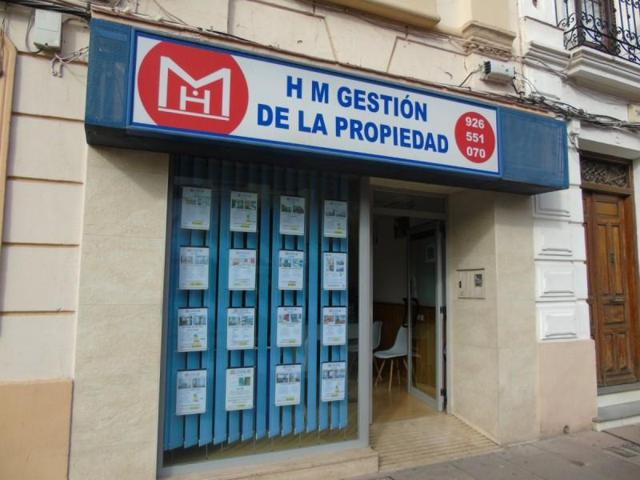 MH
H M GESTIÓN
DE LA PROPIEDAD
926
551
070